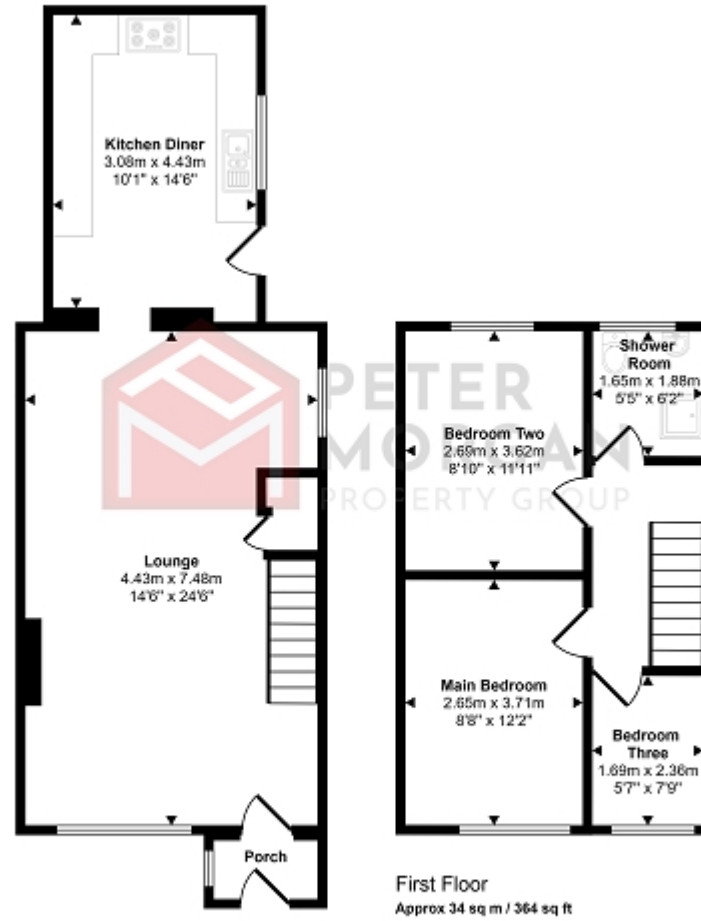 Kitchen Diner
3.08m x 4.43m
10'1" x 14'6"
PETER
MORGAN
PROPERTY GROUP
Lounge
4.43m x 7.48m
14'6" x 24'6"
Porch
Shower
Room
1.65m x 1.88m
5'5" x 6'2"
Bedroom Two
2.69m x 3.62m
8'10" x 11'11"
Main Bedroom
2.65m x 3.71m
8'8" x 12'2"
Bedroom
Three
1.69m x 2.36m
5'7" x 7'9"
First Floor
Approx 34 sq m / 364 sq ft